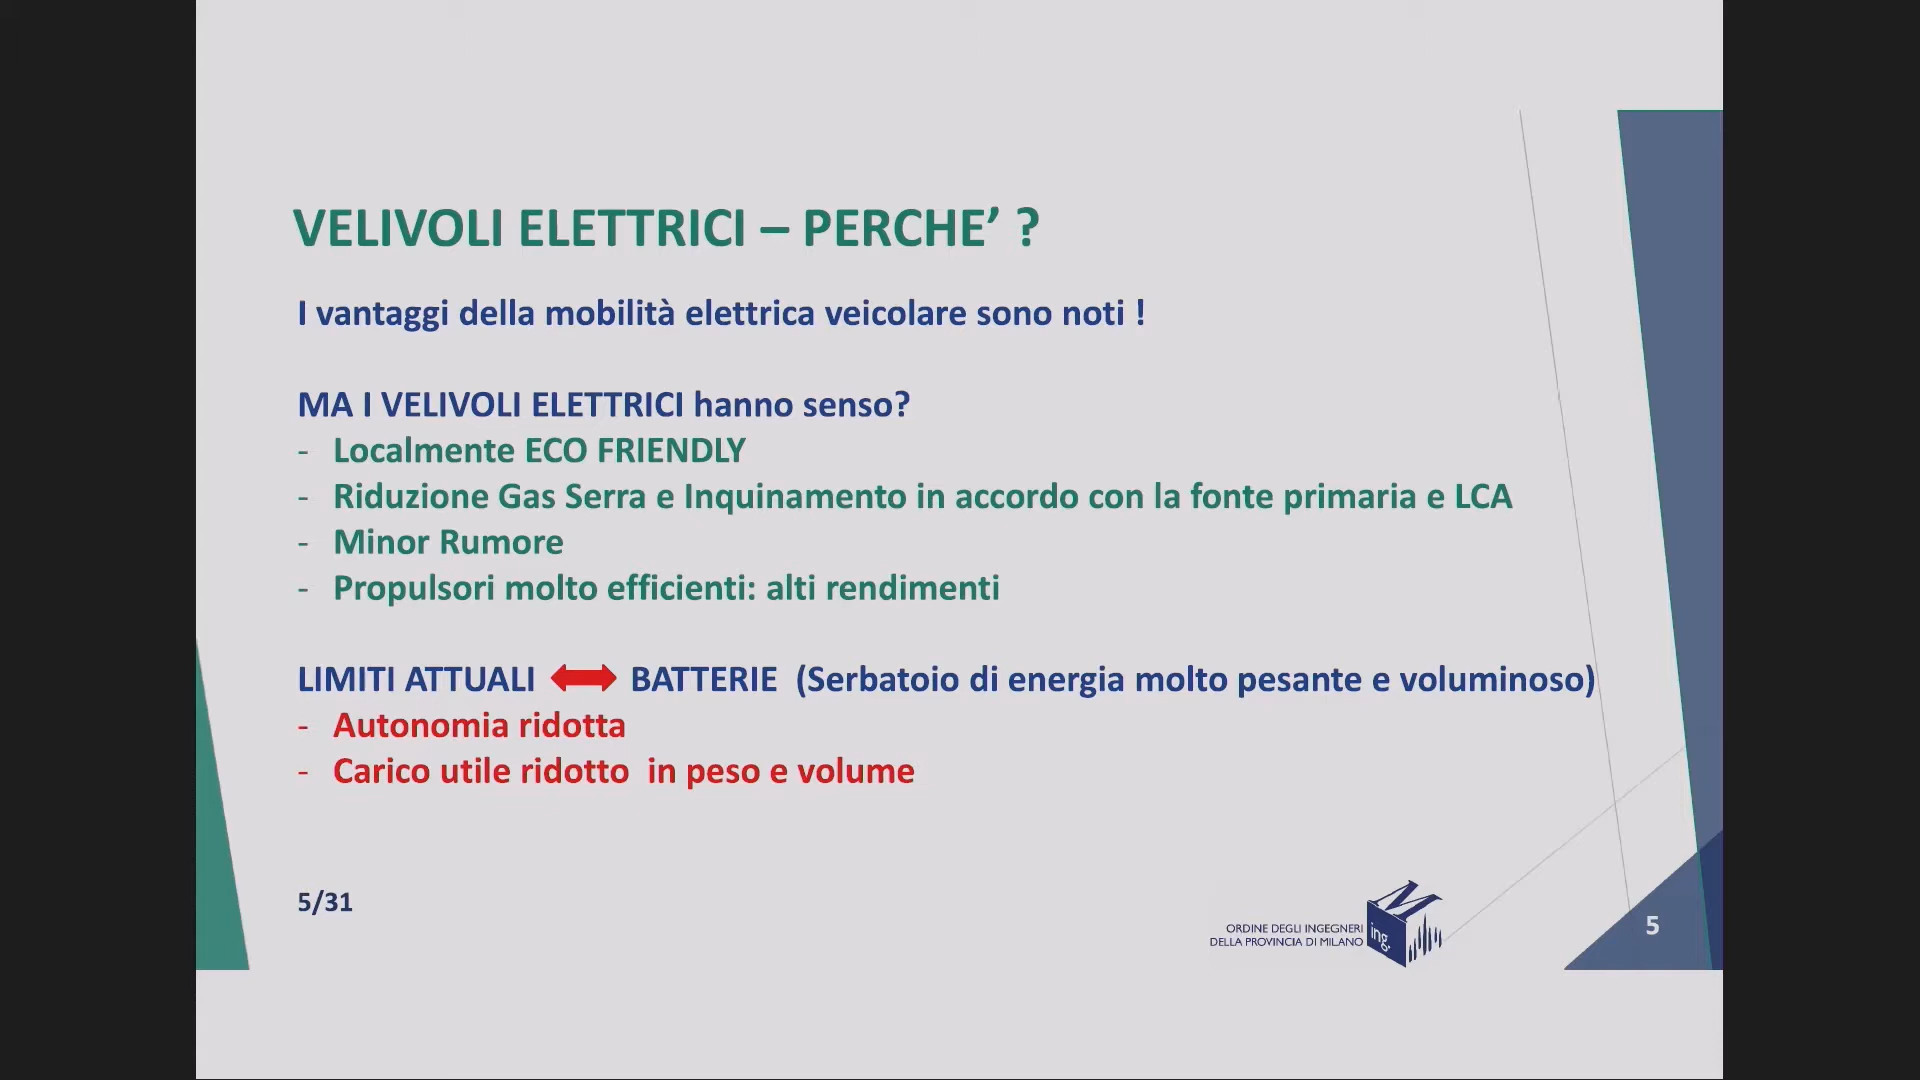 VELIVOLI ELETTRICI – PERCHE’ ?
I vantaggi della mobilità elettrica veicolare sono noti !
MA I VELIVOLI ELETTRICI hanno senso?
- Localmente ECO FRIENDLY
- Riduzione Gas Serra e Inquinamento in accordo con la fonte primaria e LCA
- Minor Rumore
- Propulsori molto efficienti: alti rendimenti
LIMITI ATTUALI BATTERIE (Serbatoio di energia molto pesante e voluminoso)
- Autonomia ridotta
- Carico utile ridotto in peso e volume
5/31
ORDINE DEGLI INGEGNERI
DELLA PROVINCIA DI MILANO
ing.
5